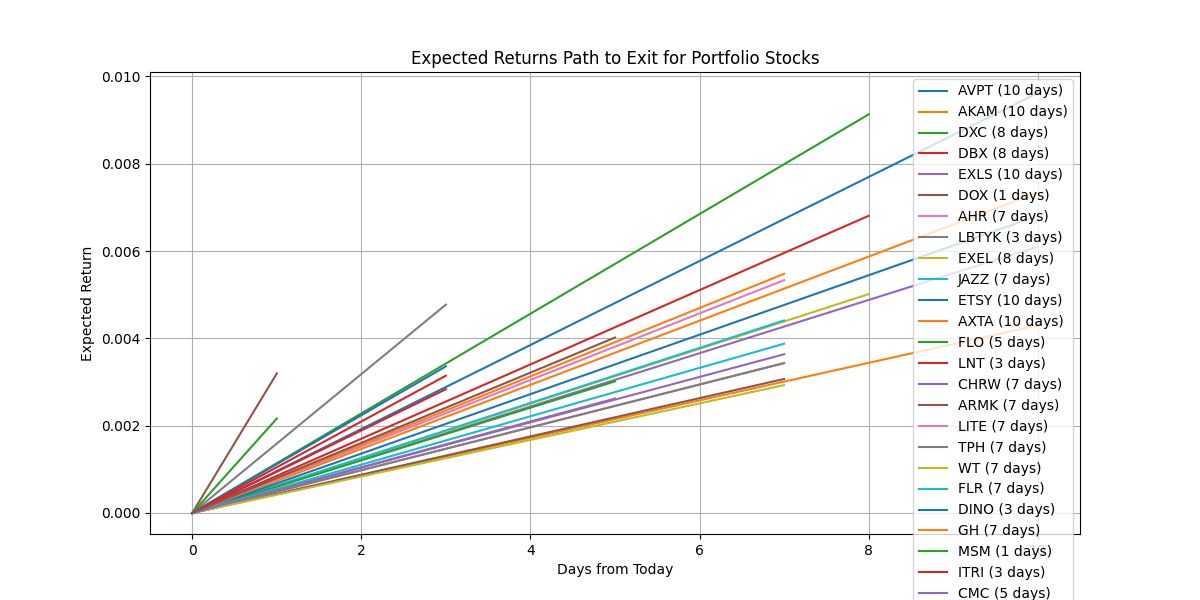 Expected Returns Path to Exit for Portfolio Stocks
Expected Return
0.010
0.008
0.006
0.004
0.002
0.000
0
2
4
6
8
Days from Today
AVPT (10 days)
AKAM (10 days)
DXC (8 days)
DBX (8 days)
EXLS (10 days)
DOX (1 days)
AHR (7 days)
LBTYK (3 days)
EXEL (8 days)
JAZZ (7 days)
ETSY (10 days)
AXTA (10 days)
FLO (5 days)
LNT (3 days)
CHRW (7 days)
ARMK (7 days)
LITE (7 days)
TPH (7 days)
WT (7 days)
FLR (7 days)
DINO (3 days)
GH (7 days)
MSM (1 days)
ITRI (3 days)
CMC (5 days)